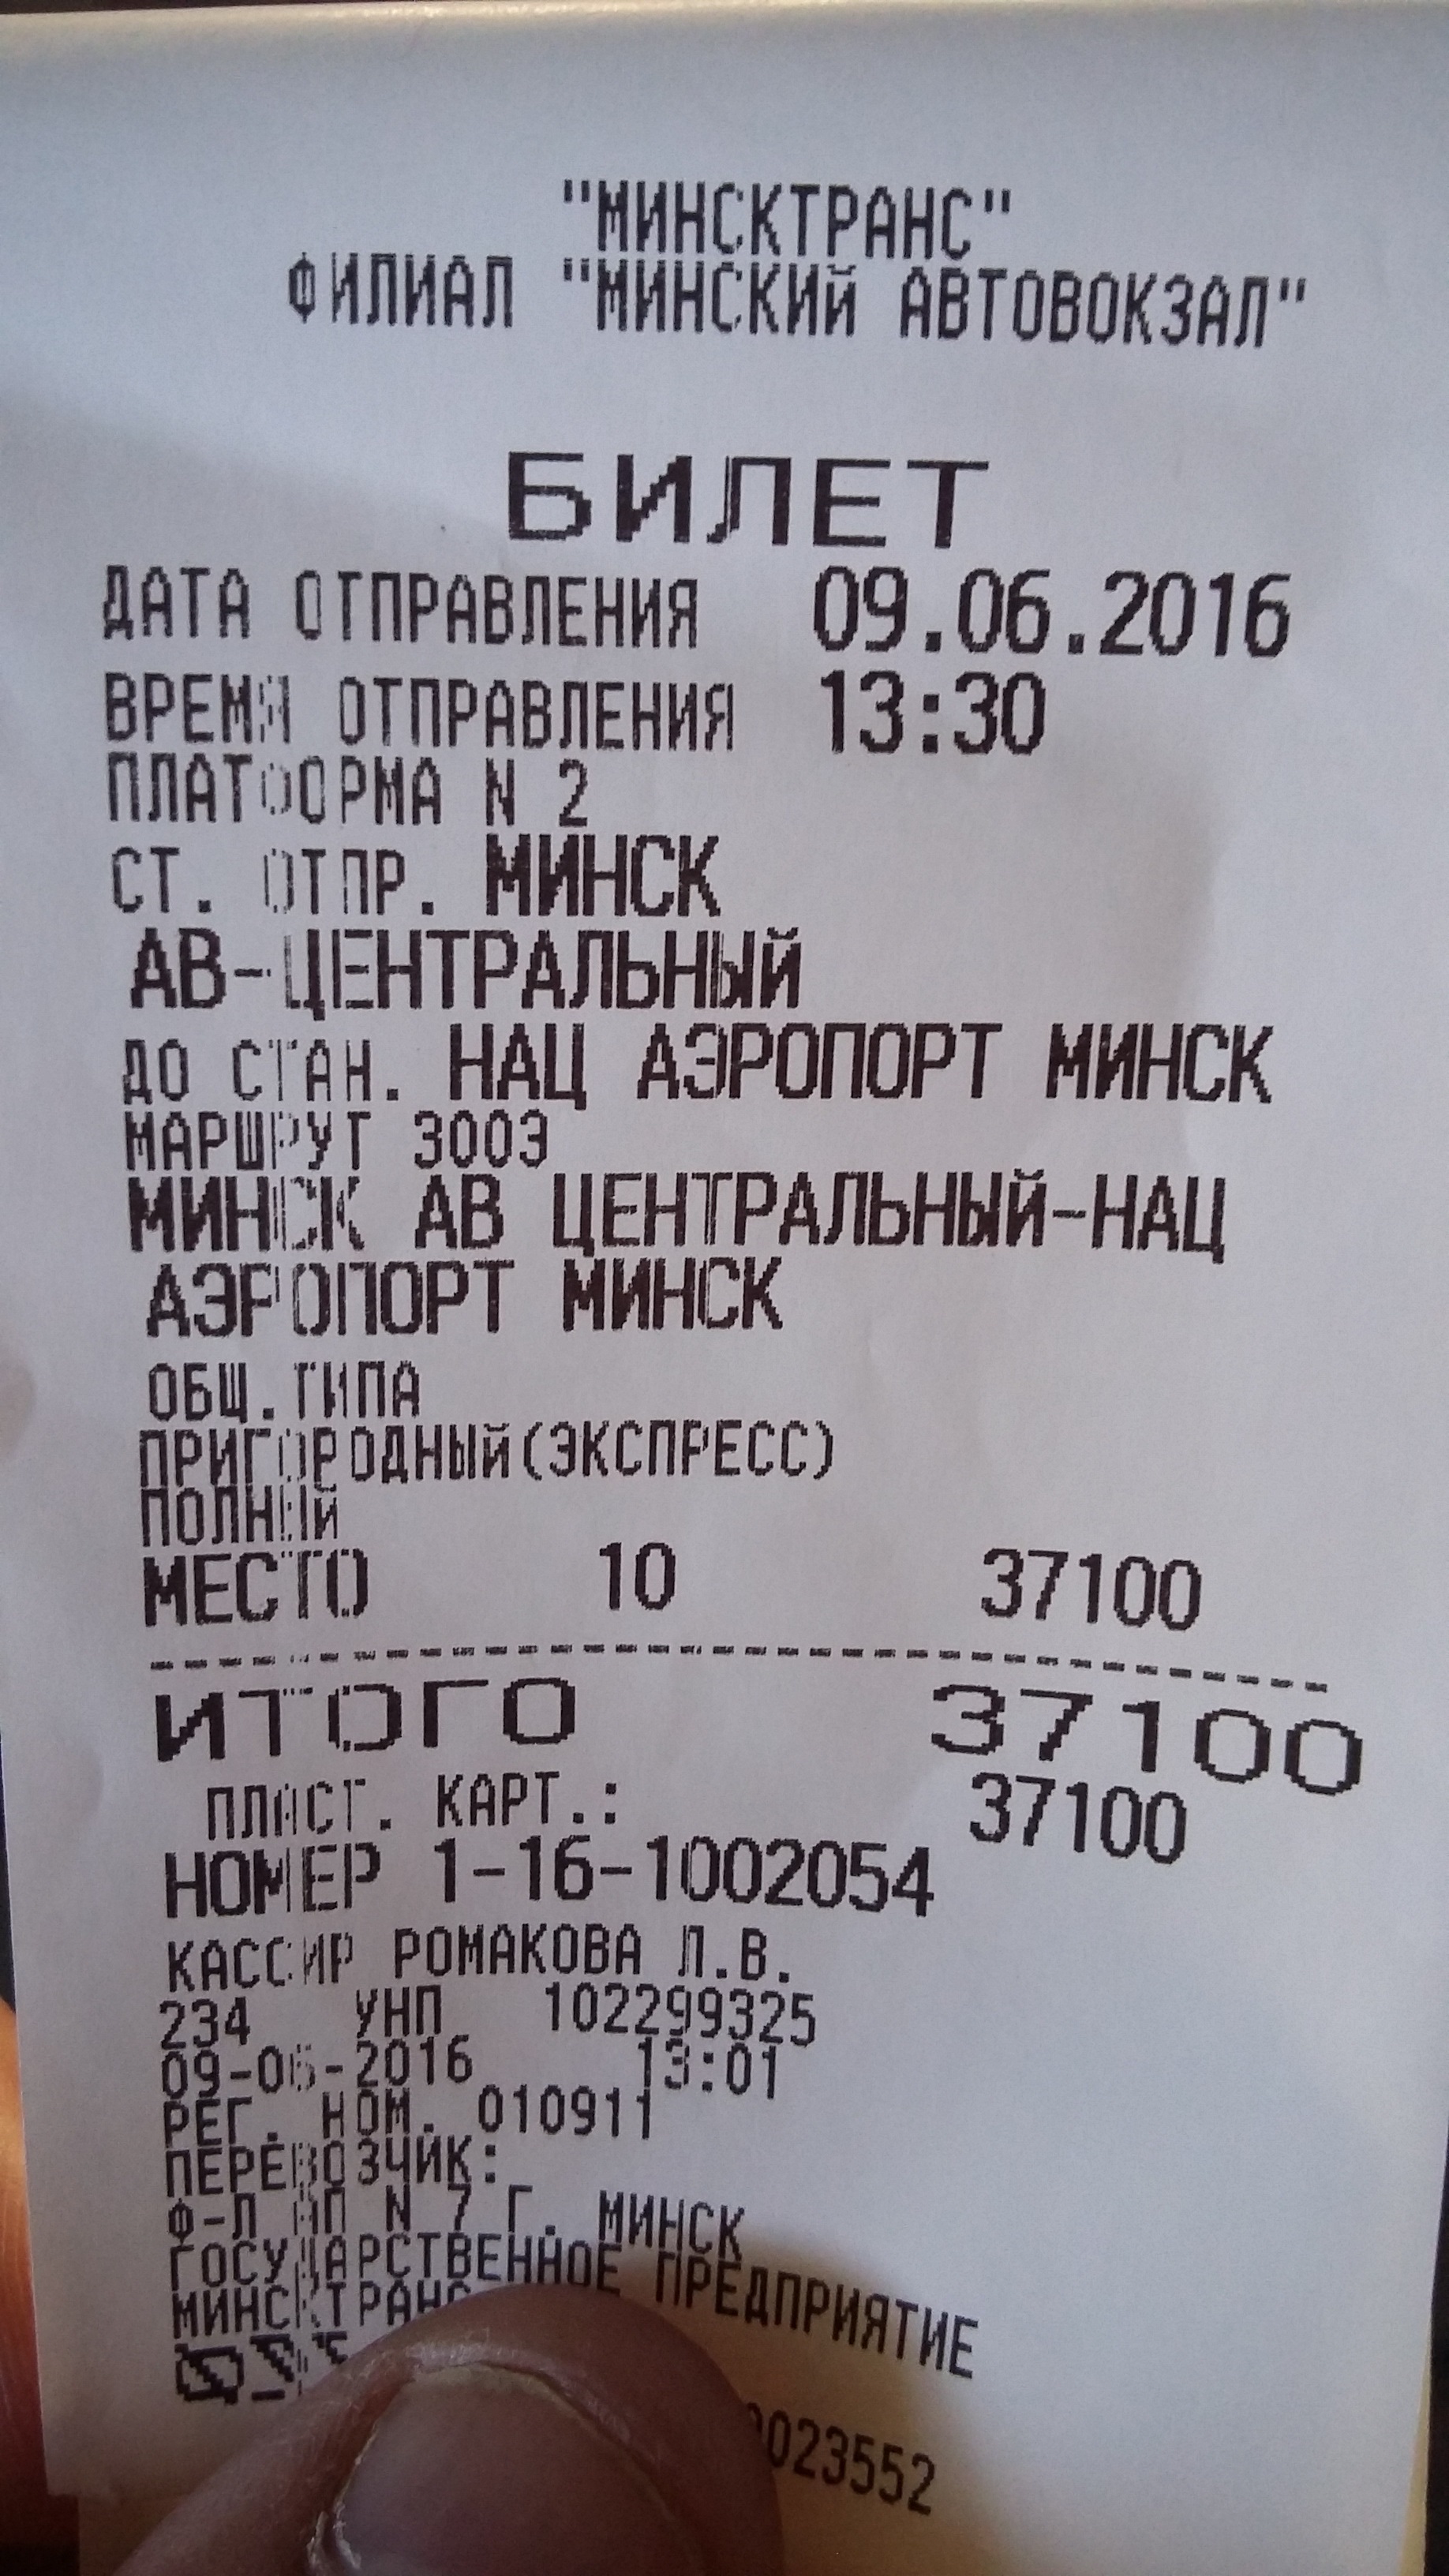 "МИНСКТРАНС"
ФИЛИАЛ "МИНСКИЙ АВТОВОКЗАЛ"
БИЛЕТ
ДАТА ОТПРАВЛЕНИЯ 09.06.2016
ВРЕМЯ ОТПРАВЛЕНИЯ 13:30
ПЛАТФОРМА N 2
СТ. ОТПР. МИНСК
АВ-ЦЕНТРАЛЬНЫЙ
ДО СТАН. НАЦ АЭРОПОРТ МИНСК
МАРШРУТ 300Э
МИНСК АВ ЦЕНТРАЛЬНЫЙ-НАЦ
АЭРОПОРТ МИНСК
ОБЩ.ТИПА
ПРИГОРОДНЫЙ(ЭКСПРЕСС)
ПОЛНЫЙ
МЕСТО 10 37100
ИТОГО 37100
ПЛАСТ. КАРТ.: 37100
НОМЕР 1-16-1002054
КАССИР РОМАКОВА Л.В.
234 УНП 102299325
09-06-2016 13:01
РЕГ. НОМ. 010911
ПЕРЕВОЗЧИК:
Ф-Л АП N 7 Г. МИНСК
ГОСУДАРСТВЕННОЕ ПРЕДПРИЯТИЕ
МИНСКТРАНС
023552